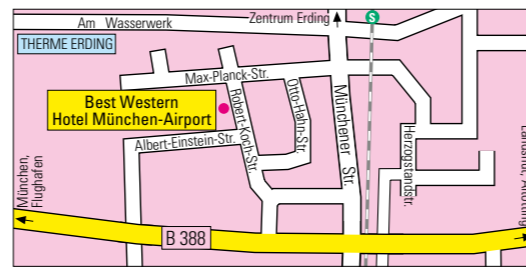 Am Wasserwerk
Zentrum Erding
S
THERME ERDING
Max-Planck-Str.
Best Western
Hotel München-Airport
Robert-Koch-Str.
Otto-Hahn-Str.
Münchener Str.
Herzogstandstr.
Albert-Einstein-Str.
München,
Flughafen
B 388